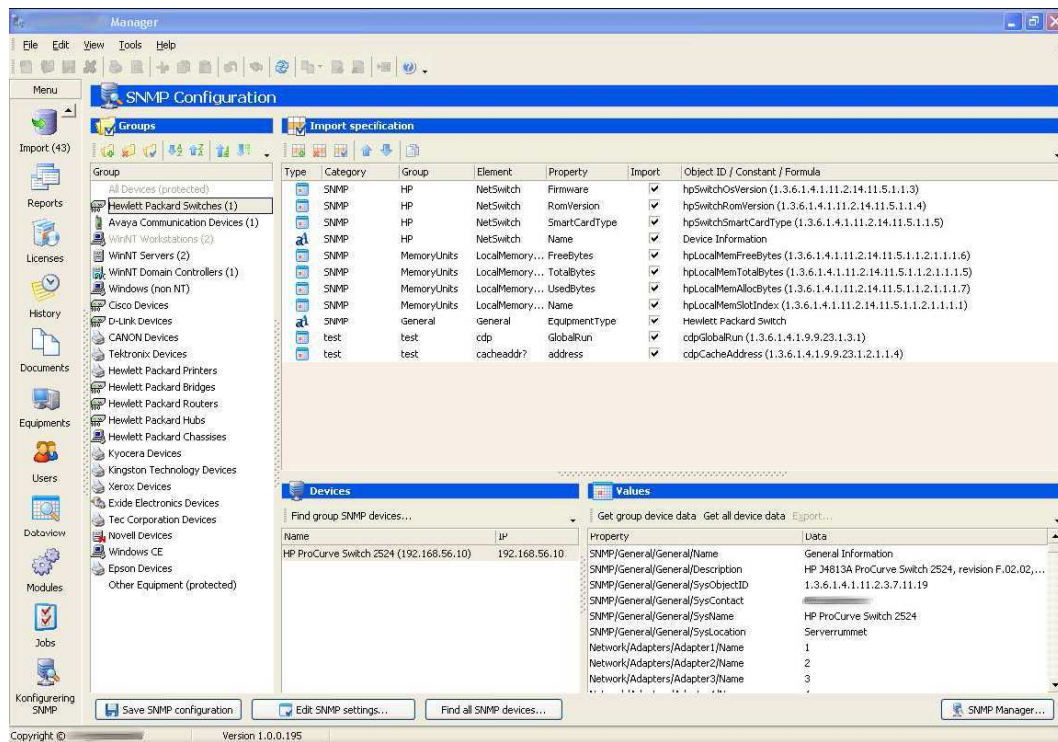 Manager
File Edit View Tools Help
Menu
SNMP Configuration
Import (43)
Reports
Licenses
History
Documents
Equipments
Users
Dataview
Modules
Jobs
Konfigurering SNMP
Groups
Group
All Devices (protected)
Hewlett Packard Switches (1)
Avaya Communication Devices (1)
WinNT Workstations (2)
WinNT Servers (2)
WinNT Domain Controllers (1)
Windows (non NT)
Cisco Devices
D-Link Devices
CANON Devices
Tektronix Devices
Hewlett Packard Printers
Hewlett Packard Bridges
Hewlett Packard Routers
Hewlett Packard Hubs
Hewlett Packard Chassises
Kyocera Devices
Kingston Technology Devices
Xerox Devices
Exide Electronics Devices
Tec Corporation Devices
Novell Devices
Windows CE
Epson Devices
Other Equipment (protected)
Import specification
Type Category Group Element Property Import Object ID / Constant / Formula
SNMP HP NetSwitch Firmware hpSwitchOsVersion (1.3.6.1.4.1.11.2.14.11.5.1.1.3)
SNMP HP NetSwitch RomVersion hpSwitchRomVersion (1.3.6.1.4.1.11.2.14.11.5.1.1.4)
SNMP HP NetSwitch SmartCardType hpSwitchSmartCardType (1.3.6.1.4.1.11.2.14.11.5.1.1.5)
a SNMP HP NetSwitch Name Device Information
SNMP MemoryUnits LocalMemory... FreeBytes hpLocalMemFreeBytes (1.3.6.1.4.1.11.2.14.11.5.1.1.2.1.1.1.6)
SNMP MemoryUnits LocalMemory... TotalBytes hpLocalMemTotalBytes (1.3.6.1.4.1.11.2.14.11.5.1.1.2.1.1.1.5)
SNMP MemoryUnits LocalMemory... UsedBytes hpLocalMemAllocBytes (1.3.6.1.4.1.11.2.14.11.5.1.1.2.1.1.1.7)
SNMP MemoryUnits LocalMemory... Name hpLocalMemSlotIndex (1.3.6.1.4.1.11.2.14.11.5.1.1.2.1.1.1.1)
a SNMP General General EquipmentType Hewlett Packard Switch
test test cdp GlobalRun cdpGlobalRun (1.3.6.1.4.1.9.9.23.1.3.1)
test test cacheaddr? address cdpCacheAddress (1.3.6.1.4.1.9.9.23.1.2.1.1.4)
Devices
Find group SNMP devices...
Name IP
HP ProCurve Switch 2524 (192.168.56.10) 192.168.56.10
Values
Get group device data Get all device data Export...
Property Data
SNMP/General/General/Name General Information
SNMP/General/General/Description HP J4813A ProCurve Switch 2524, revision F.02.02,...
SNMP/General/General/SysObjectID 1.3.6.1.4.1.11.2.3.7.11.19
SNMP/General/General/SysContact
SNMP/General/General/SysName HP ProCurve Switch 2524
SNMP/General/General/SysLocation Serverrummet
Network/Adapters/Adapter1/Name 1
Network/Adapters/Adapter2/Name 2
Network/Adapters/Adapter3/Name 3
Save SNMP configuration Edit SNMP settings... Find all SNMP devices... SNMP Manager...
Copyright © Version 1.0.0.195